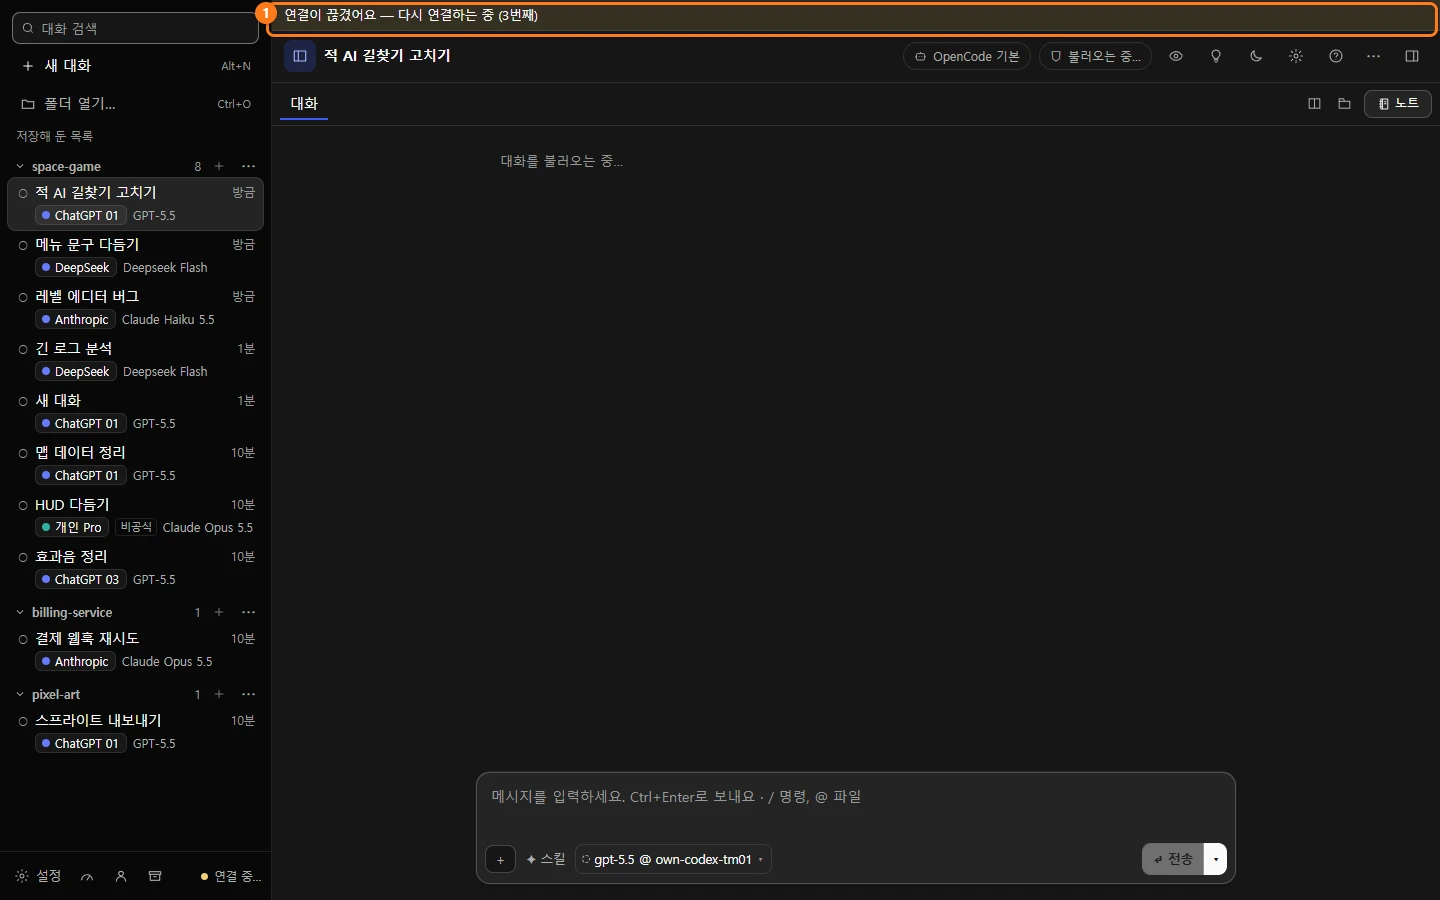 대화 검색
새 대화 Alt+N
폴더 열기... Ctrl+O
저장해 둔 목록
space-game 8
적 AI 길찾기 고치기 방금
ChatGPT 01 GPT-5.5
메뉴 문구 다듬기 방금
DeepSeek Deepseek Flash
레벨 에디터 버그 방금
Anthropic Claude Haiku 5.5
긴 로그 분석 1분
DeepSeek Deepseek Flash
새 대화 1분
ChatGPT 01 GPT-5.5
맵 데이터 정리 10분
ChatGPT 01 GPT-5.5
HUD 다듬기 10분
개인 Pro 비공식 Claude Opus 5.5
효과음 정리 10분
ChatGPT 03 GPT-5.5
billing-service 1
결제 웹훅 재시도 10분
Anthropic Claude Opus 5.5
pixel-art 1
스프라이트 내보내기 10분
ChatGPT 01 GPT-5.5
설정 연결 중...
1 연결이 끊겼어요 — 다시 연결하는 중 (3번째)
적 AI 길찾기 고치기 OpenCode 기본 불러오는 중...
대화 노트
대화를 불러오는 중...
메시지를 입력하세요. Ctrl+Enter로 보내요 · / 명령, @ 파일
+ 스킬 gpt-5.5 @ own-codex-tm01 전송